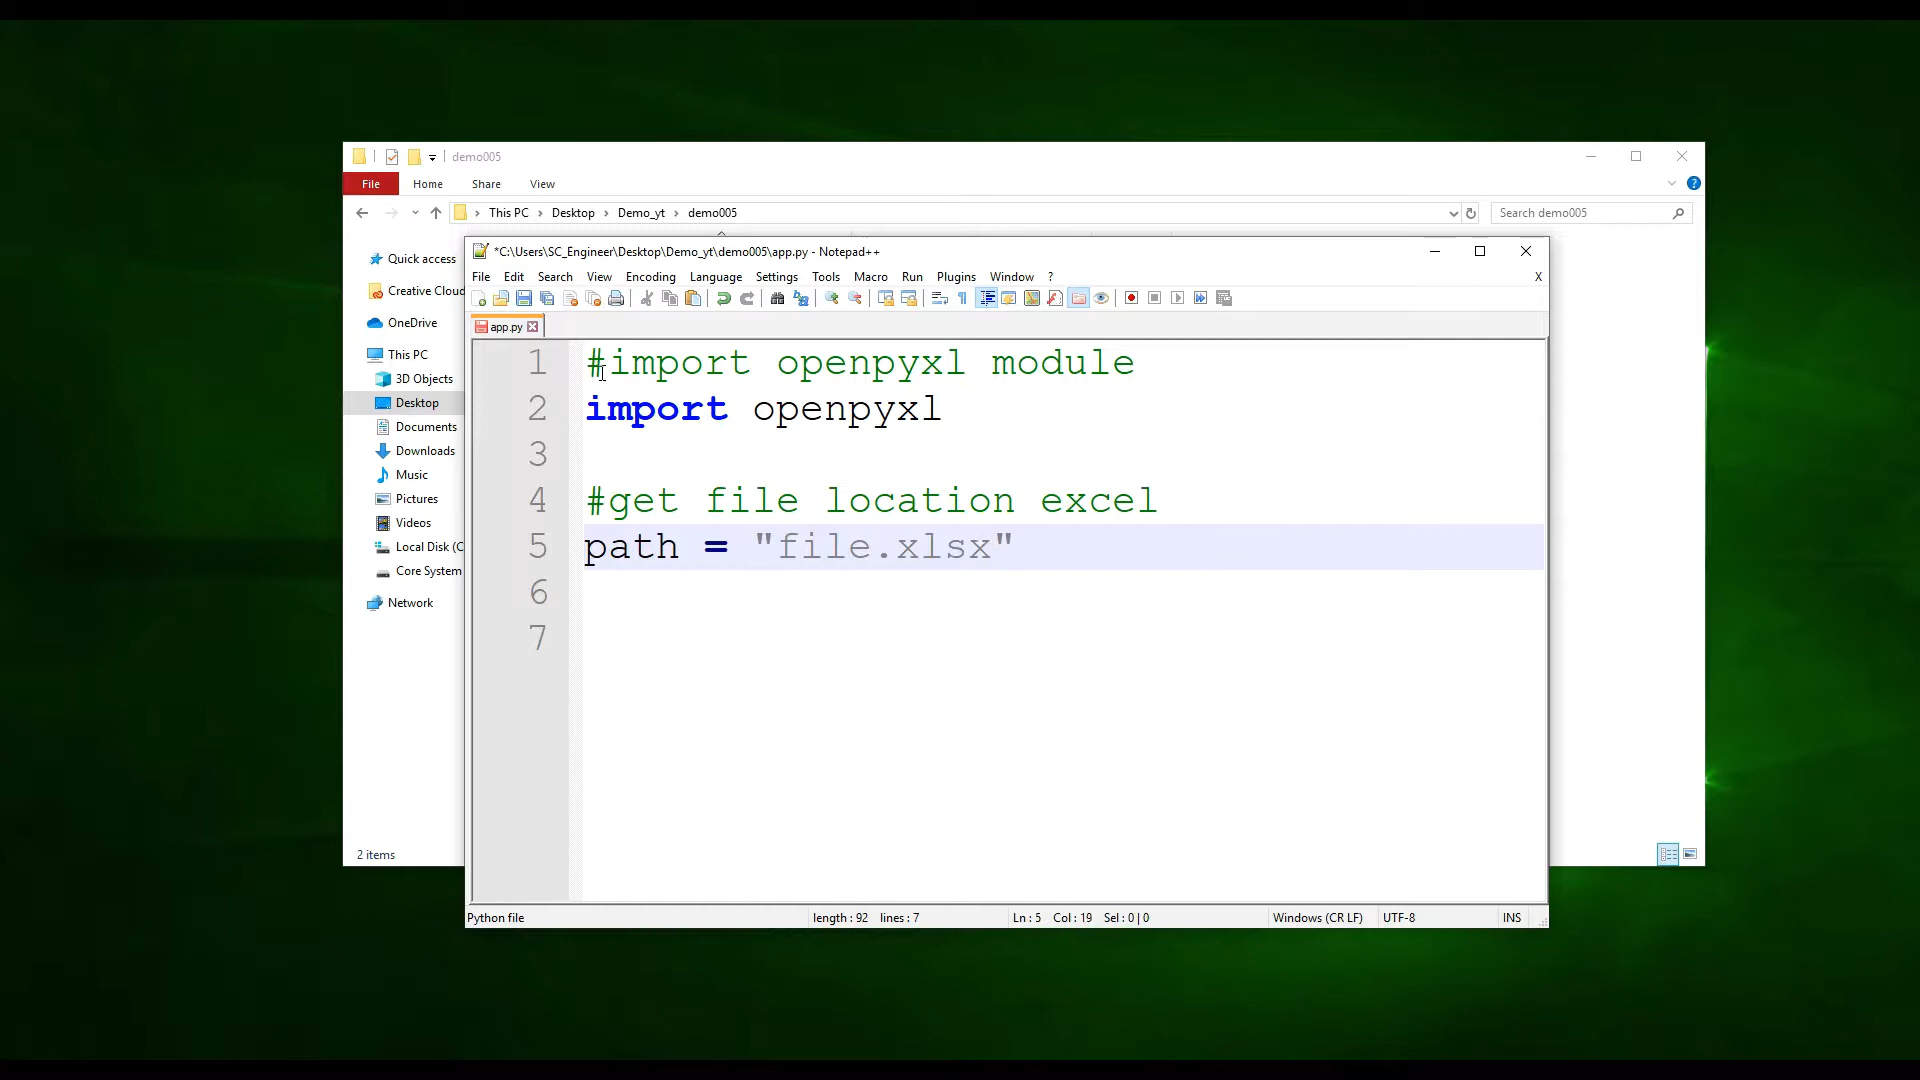 demo005
File Home Share View
This PC Desktop Demo_yt demo005
Search demo005
Quick access
Creative Cloud
OneDrive
This PC
3D Objects
Desktop
Documents
Downloads
Music
Pictures
Videos
Local Disk (C
Core System
Network
2 items
*C:\Users\SC_Engineer\Desktop\Demo_yt\demo005\app.py - Notepad++
File Edit Search View Encoding Language Settings Tools Macro Run Plugins Window ? X
app.py
1 #import openpyxl module
2 import openpyxl
3
4 #get file location excel
5 path = "file.xlsx"
6
7
Python file length : 92 lines : 7 Ln : 5 Col : 19 Sel : 0 | 0 Windows (CR LF) UTF-8 INS